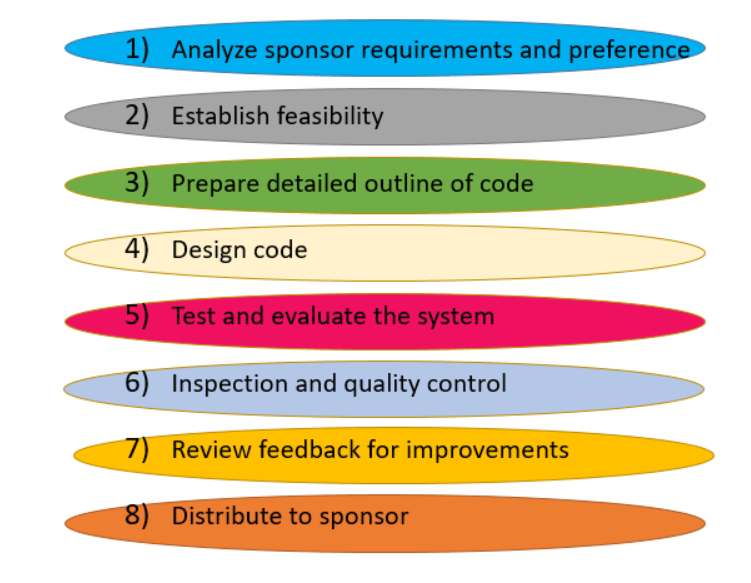 1) Analyze sponsor requirements and preference
2) Establish feasibility
3) Prepare detailed outline of code
4) Design code
5) Test and evaluate the system
6) Inspection and quality control
7) Review feedback for improvements
8) Distribute to sponsor